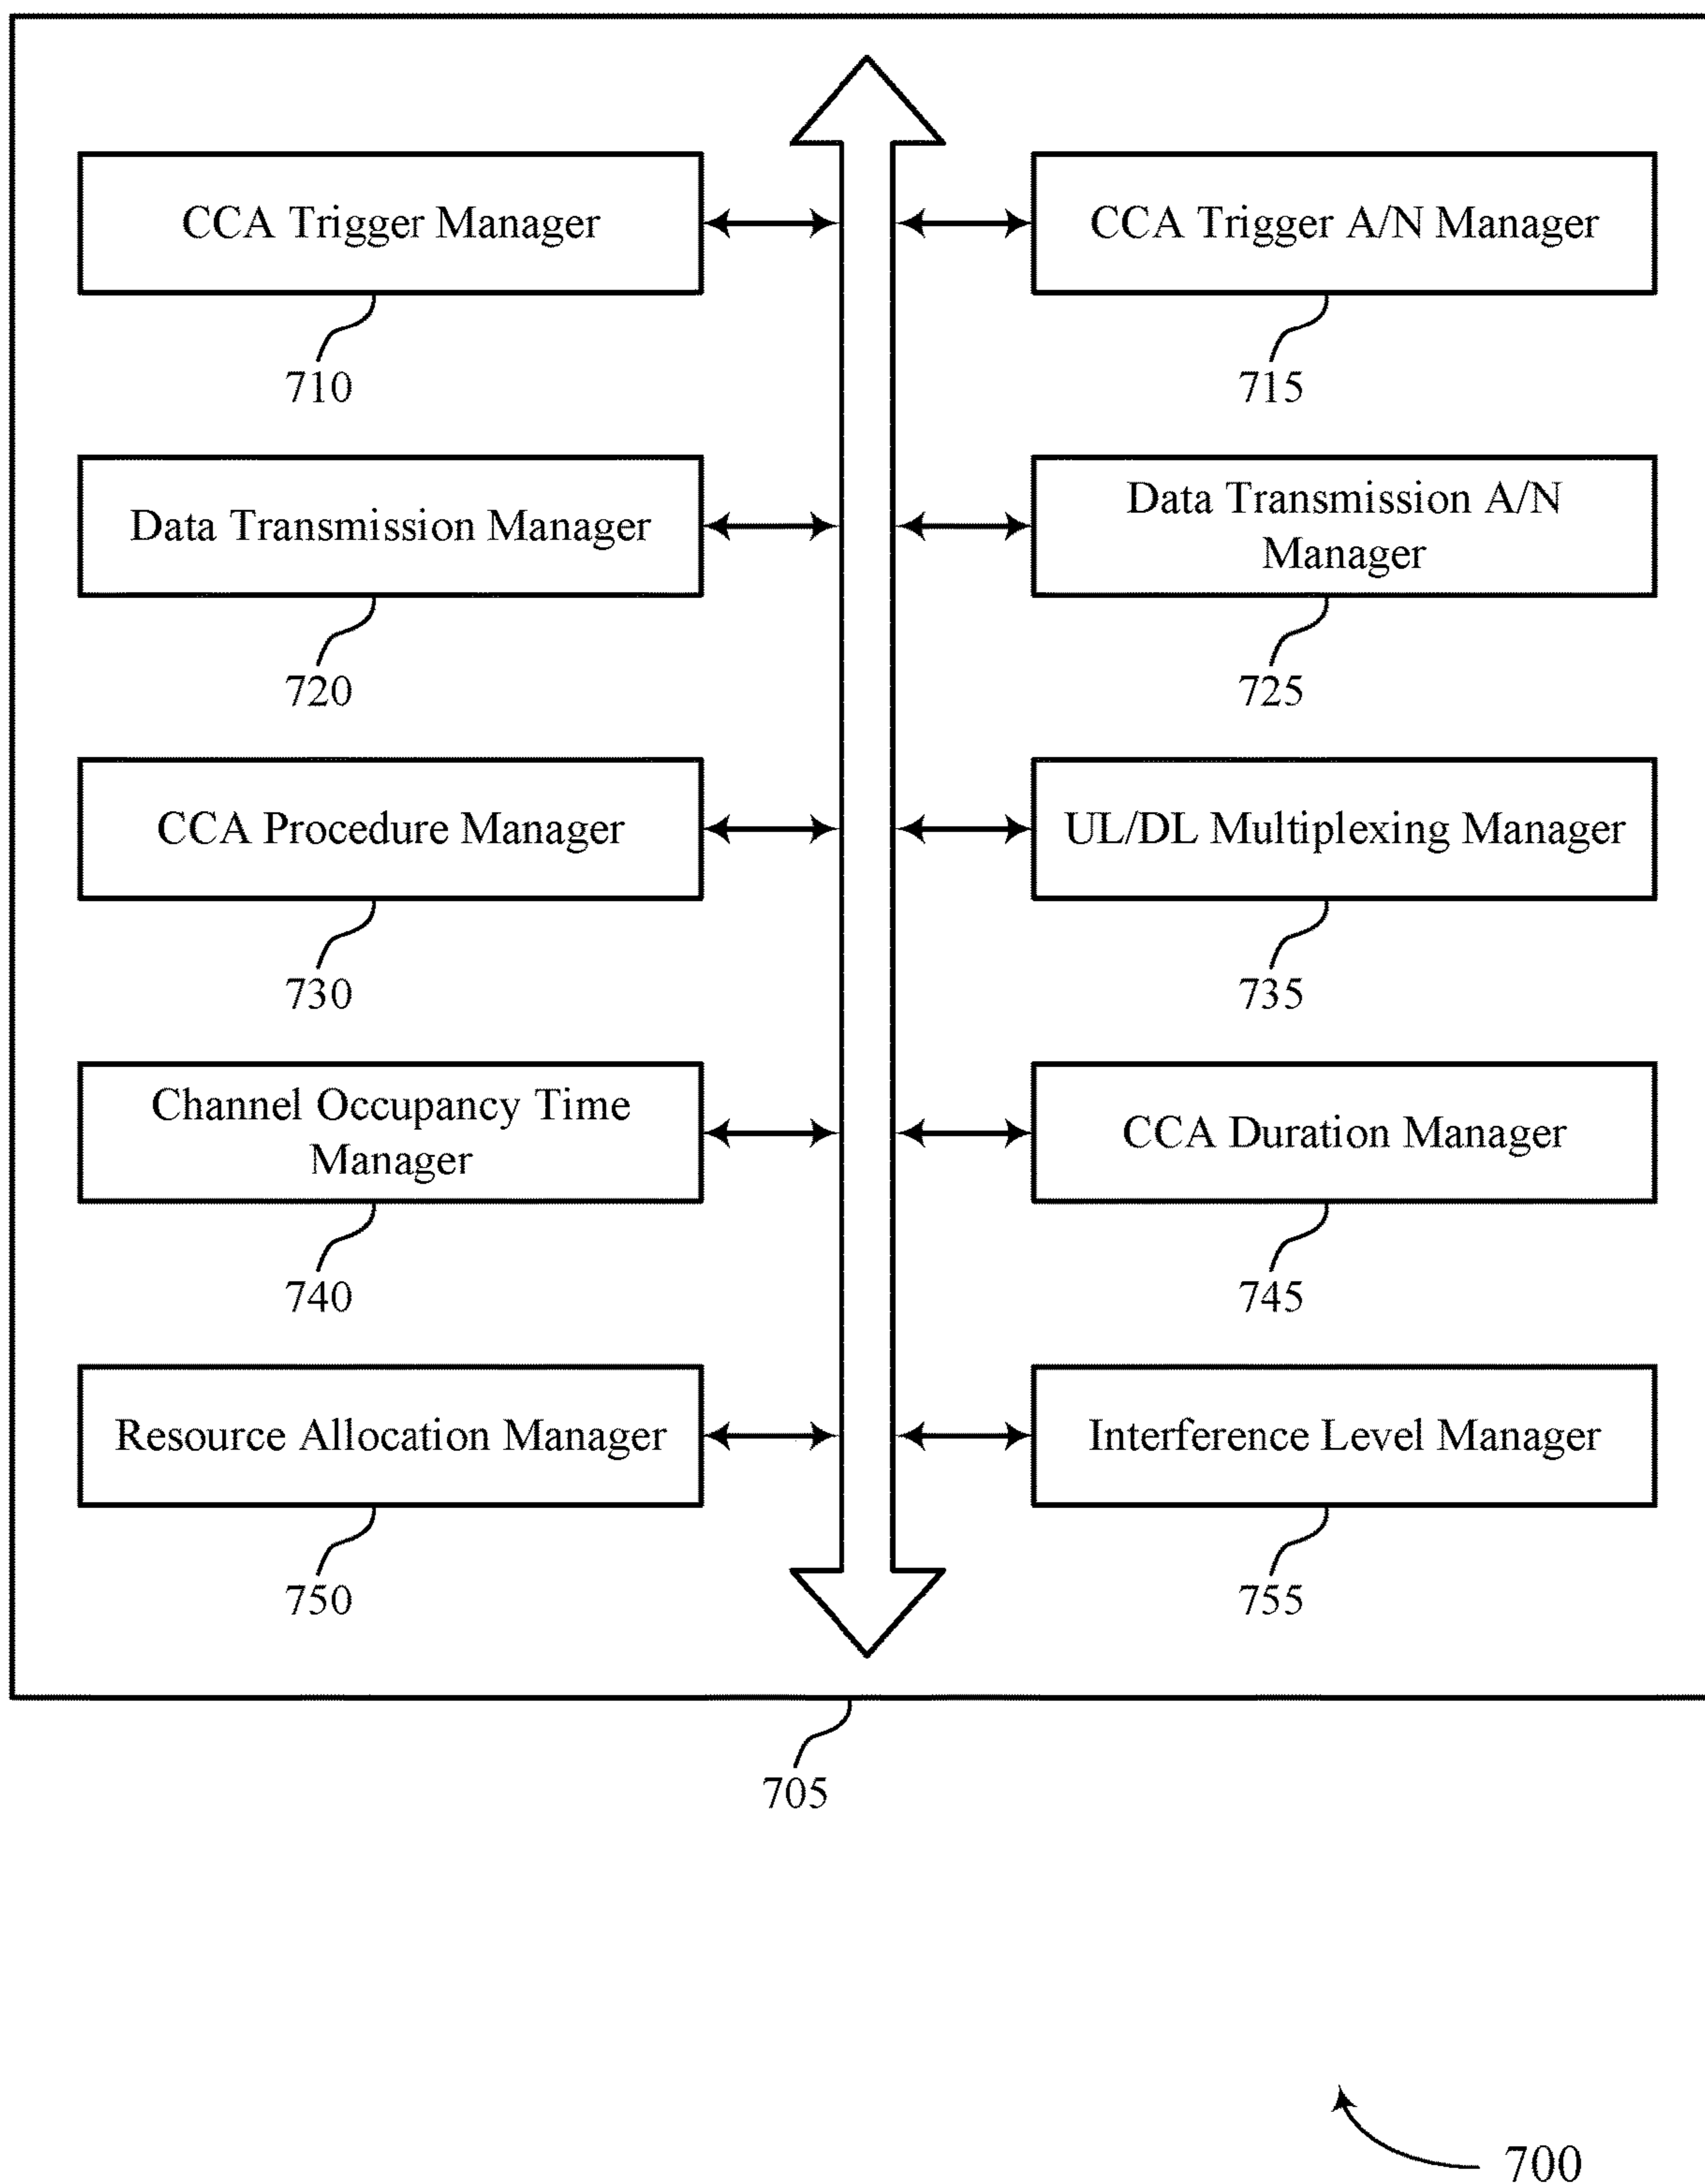 CCA Trigger Manager
CCA Trigger A/N Manager
710
715
Data Transmission Manager
Data Transmission A/N
Manager
720
725
CCA Procedure Manager
UL/DL Multiplexing Manager
730
735
Channel Occupancy Time
Manager
CCA Duration Manager
740
745
Resource Allocation Manager
Interference Level Manager
750
755
705
700